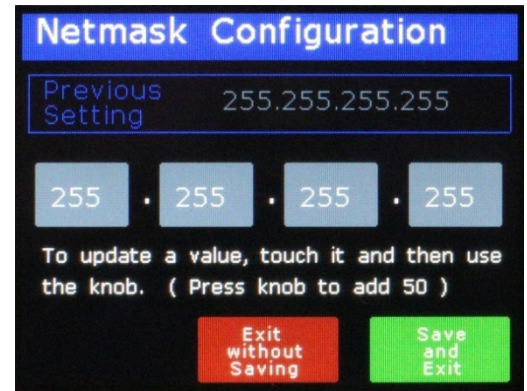 Netmask Configuration
Previous Setting 255.255.255.255
255 . 255 . 255 . 255
To update a value, touch it and then use
the knob. ( Press knob to add 50 )
Exit without Saving
Save and Exit